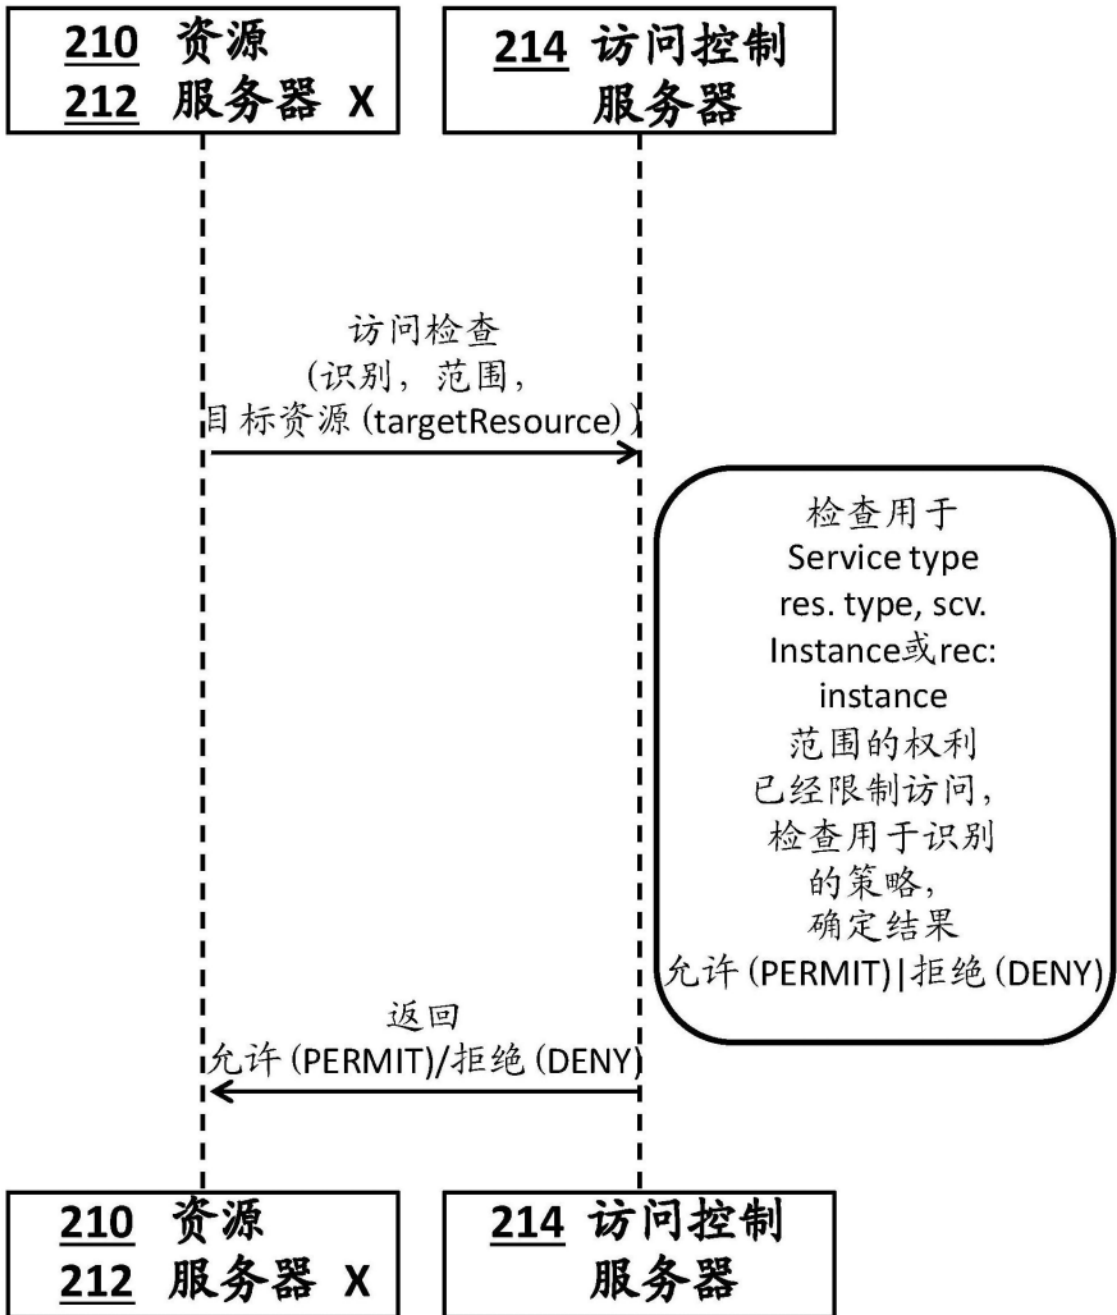 210 资源
212 服务器 X
214 访问控制
服务器
访问检查
(识别，范围，
目标资源(targetResource))
检查用于
Service type
res. type, scv.
Instance或rec:
instance
范围的权利
已经限制访问，
检查用于识别
的策略，
确定结果
允许(PERMIT)|拒绝(DENY)
返回
允许(PERMIT)/拒绝(DENY)
210 资源
212 服务器 X
214 访问控制
服务器